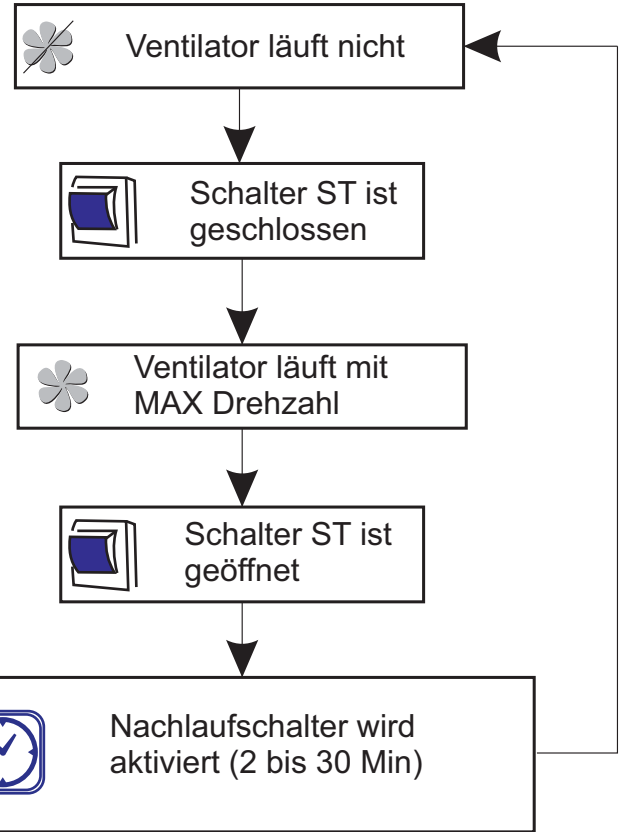 Ventilator läuft nicht
Schalter ST ist
geschlossen
Ventilator läuft mit
MAX Drehzahl
Schalter ST ist
geöffnet
Nachlaufschalter wird
aktiviert (2 bis 30 Min)